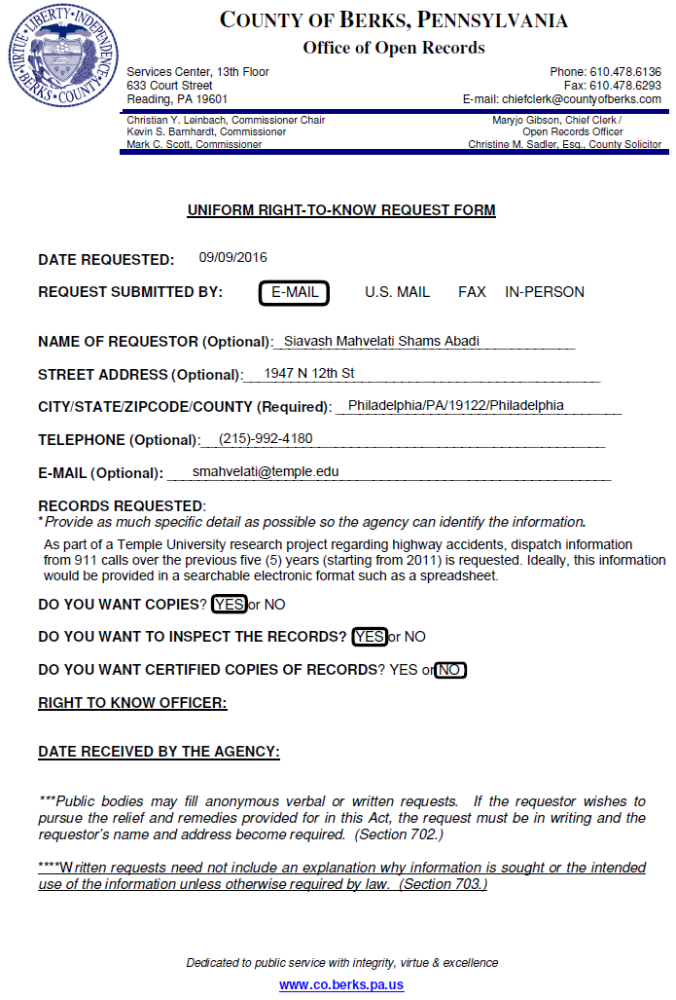 VIRTUE LIBERTY INDEPENDENCE
BERKS COUNTY
COUNTY OF BERKS, PENNSYLVANIA
Office of Open Records
Services Center, 13th Floor
633 Court Street
Reading, PA 19601
Phone: 610.478.6136
Fax: 610.478.6293
E-mail: chiefclerk@countyofberks.com
Christian Y. Leinbach, Commissioner Chair
Kevin S. Barnhardt, Commissioner
Mark C. Scott, Commissioner
Maryjo Gibson, Chief Clerk /
Open Records Officer
Christine M. Sadler, Esq., County Solicitor
UNIFORM RIGHT-TO-KNOW REQUEST FORM
DATE REQUESTED: 09/09/2016
REQUEST SUBMITTED BY: E-MAIL U.S. MAIL FAX IN-PERSON
NAME OF REQUESTOR (Optional): Siavash Mahvelati Shams Abadi
STREET ADDRESS (Optional): 1947 N 12th St
CITY/STATE/ZIPCODE/COUNTY (Required): Philadelphia/PA/19122/Philadelphia
TELEPHONE (Optional): (215)-992-4180
E-MAIL (Optional): smahvelati@temple.edu
RECORDS REQUESTED:
*Provide as much specific detail as possible so the agency can identify the information.
As part of a Temple University research project regarding highway accidents, dispatch information
from 911 calls over the previous five (5) years (starting from 2011) is requested. Ideally, this information
would be provided in a searchable electronic format such as a spreadsheet.
DO YOU WANT COPIES? YES or NO
DO YOU WANT TO INSPECT THE RECORDS? YES or NO
DO YOU WANT CERTIFIED COPIES OF RECORDS? YES or NO
RIGHT TO KNOW OFFICER:
DATE RECEIVED BY THE AGENCY:
***Public bodies may fill anonymous verbal or written requests. If the requestor wishes to
pursue the relief and remedies provided for in this Act, the request must be in writing and the
requestor's name and address become required. (Section 702.)
****Written requests need not include an explanation why information is sought or the intended
use of the information unless otherwise required by law. (Section 703.)
Dedicated to public service with integrity, virtue & excellence
www.co.berks.pa.us